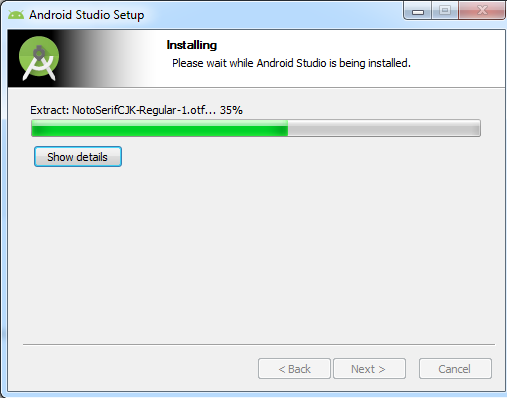 Android Studio Setup
Installing
Please wait while Android Studio is being installed.
Extract: NotoSerifCJK-Regular-1.otf... 35%
Show details
< Back
Next >
Cancel